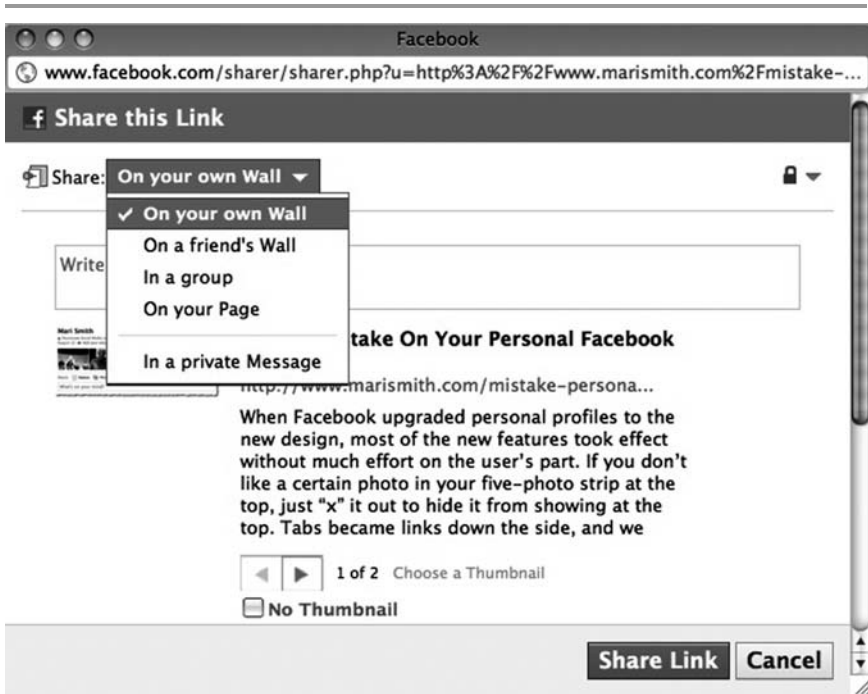 Facebook
www.facebook.com/sharer/sharer.php?u=http%3A%2F%2Fwww.marismith.com%2Fmistake-...
f Share this Link
Share: On your own Wall
✓ On your own Wall
On a friend's Wall
Write
In a group
On your Page
In a private Message
Mari Smith
take On Your Personal Facebook
http://www.marismith.com/mistake-persona...
When Facebook upgraded personal profiles to the
new design, most of the new features took effect
without much effort on the user's part. If you don't
like a certain photo in your five-photo strip at the
top, just "x" it out to hide it from showing at the
top. Tabs became links down the side, and we
1 of 2 Choose a Thumbnail
No Thumbnail
Share Link Cancel